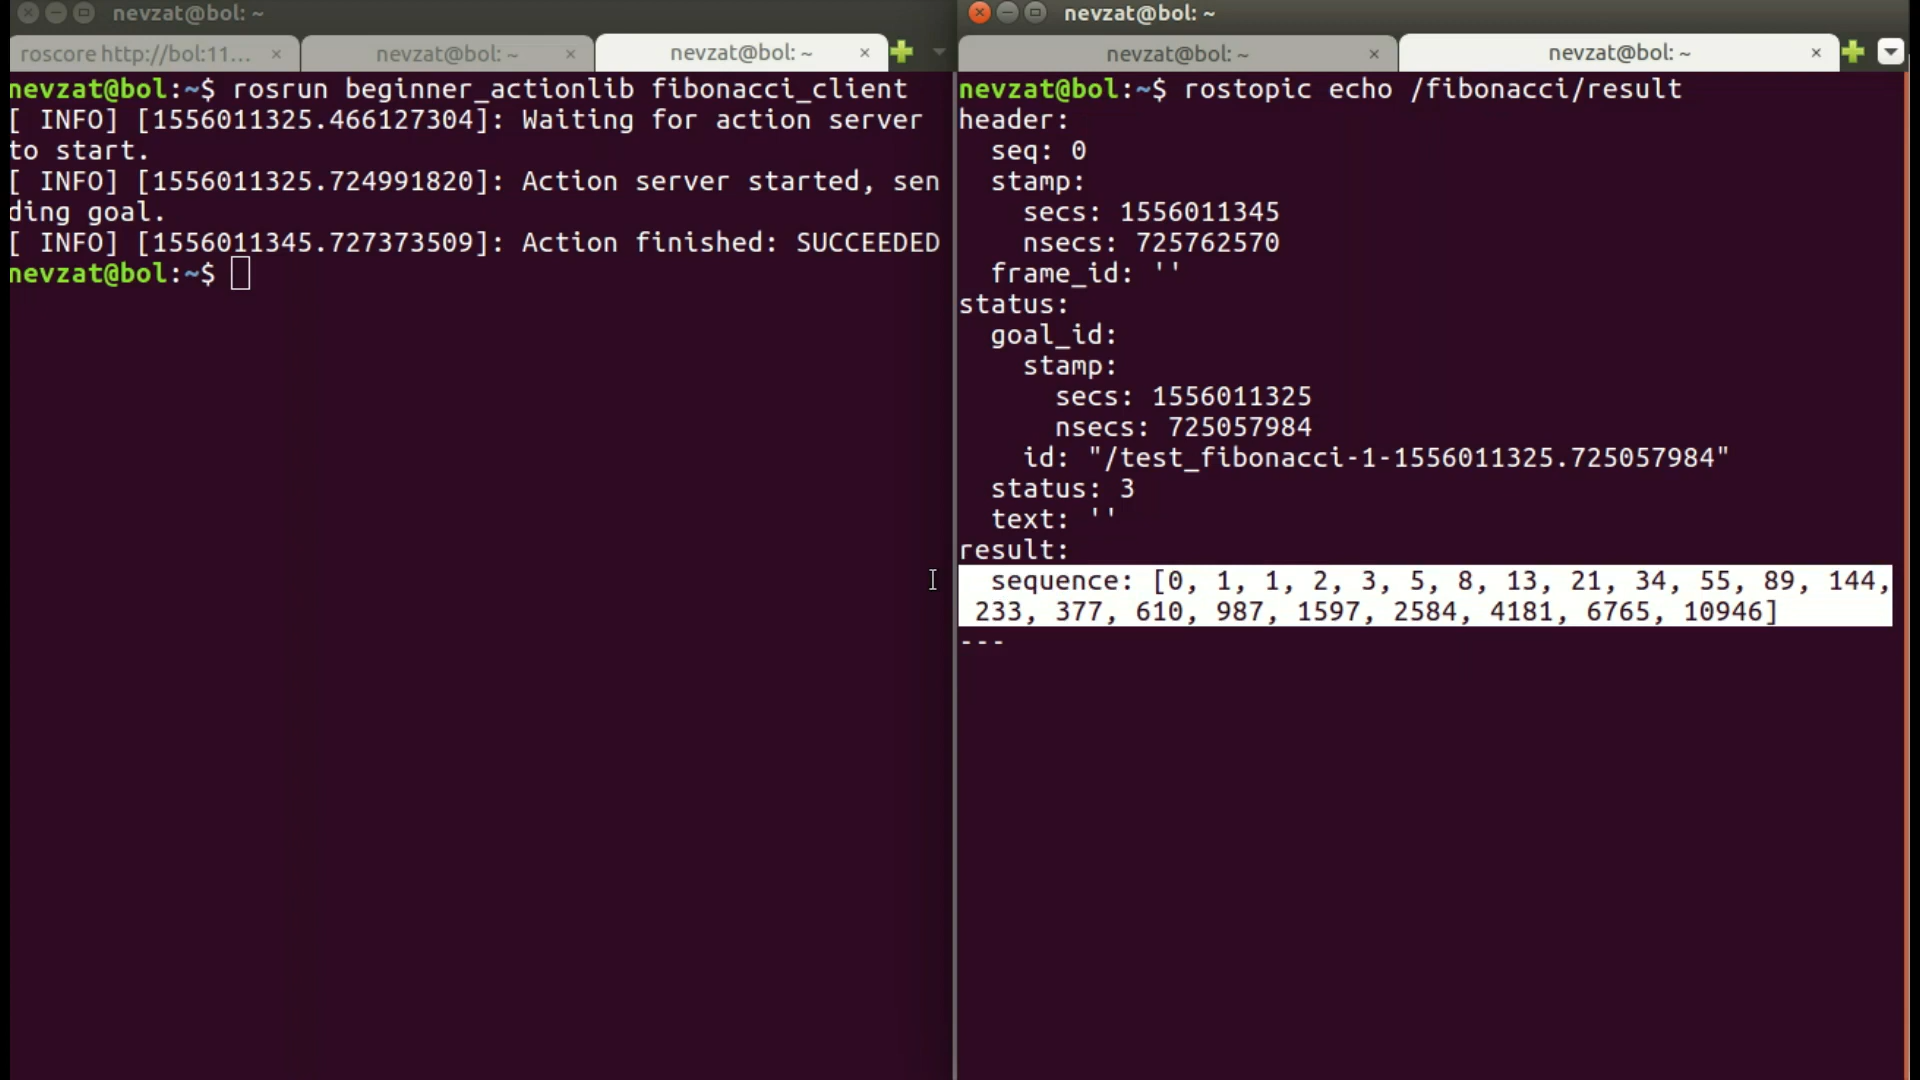 nevzat@bol: ~
roscore http://bol:11... × nevzat@bol: ~ × nevzat@bol: ~ ×
nevzat@bol:~$ rosrun beginner_actionlib fibonacci_client
[ INFO] [1556011325.466127304]: Waiting for action server
to start.
[ INFO] [1556011325.724991820]: Action server started, sen
ding goal.
[ INFO] [1556011345.727373509]: Action finished: SUCCEEDED
nevzat@bol:~$
nevzat@bol: ~
nevzat@bol: ~ × nevzat@bol: ~ ×
nevzat@bol:~$ rostopic echo /fibonacci/result
header:
  seq: 0
  stamp:
    secs: 1556011345
    nsecs: 725762570
  frame_id: ''
status:
  goal_id:
    stamp:
      secs: 1556011325
      nsecs: 725057984
    id: "/test_fibonacci-1-1556011325.725057984"
  status: 3
  text: ''
result:
  sequence: [0, 1, 1, 2, 3, 5, 8, 13, 21, 34, 55, 89, 144,
 233, 377, 610, 987, 1597, 2584, 4181, 6765, 10946]
---